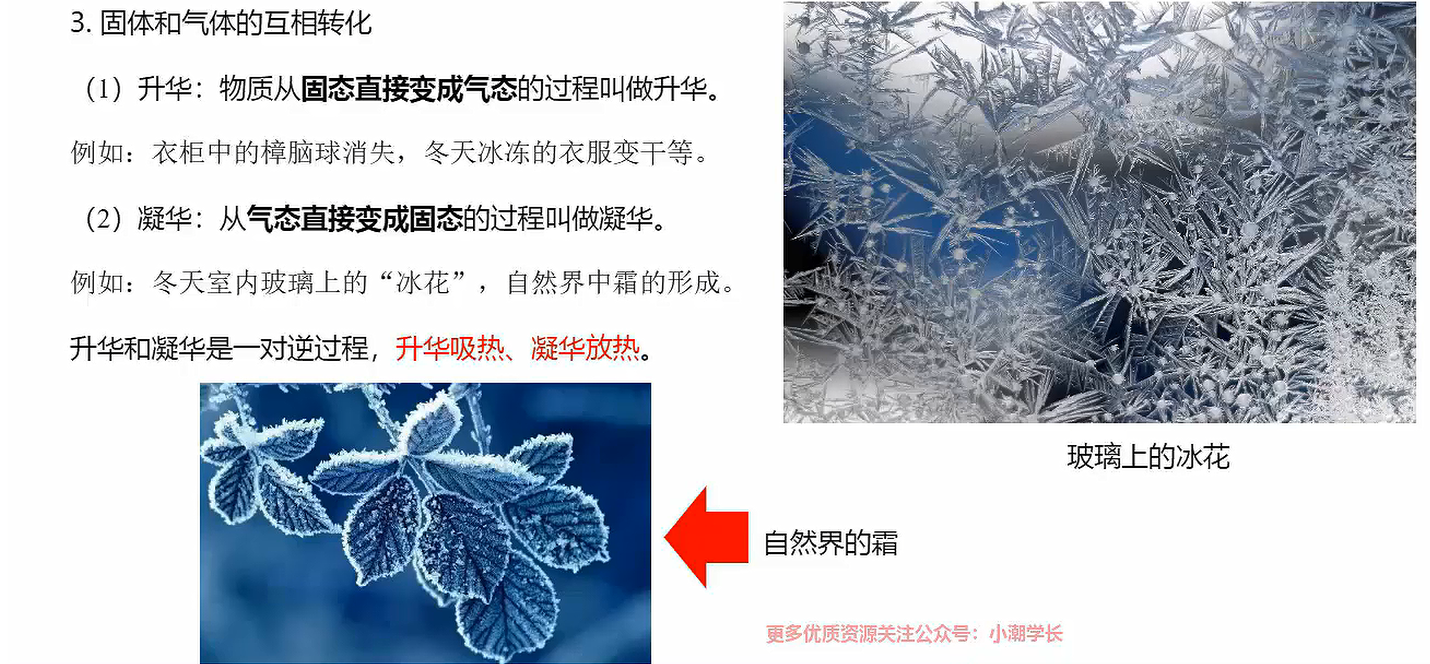 3. 固体和气体的互相转化
（1）升华：物质从固态直接变成气态的过程叫做升华。
例如：衣柜中的樟脑球消失，冬天冰冻的衣服变干等。
（2）凝华：从气态直接变成固态的过程叫做凝华。
例如：冬天室内玻璃上的“冰花”，自然界中霜的形成。
升华和凝华是一对逆过程，升华吸热、凝华放热。
玻璃上的冰花
自然界的霜
更多优质资源关注公众号：小潮学长